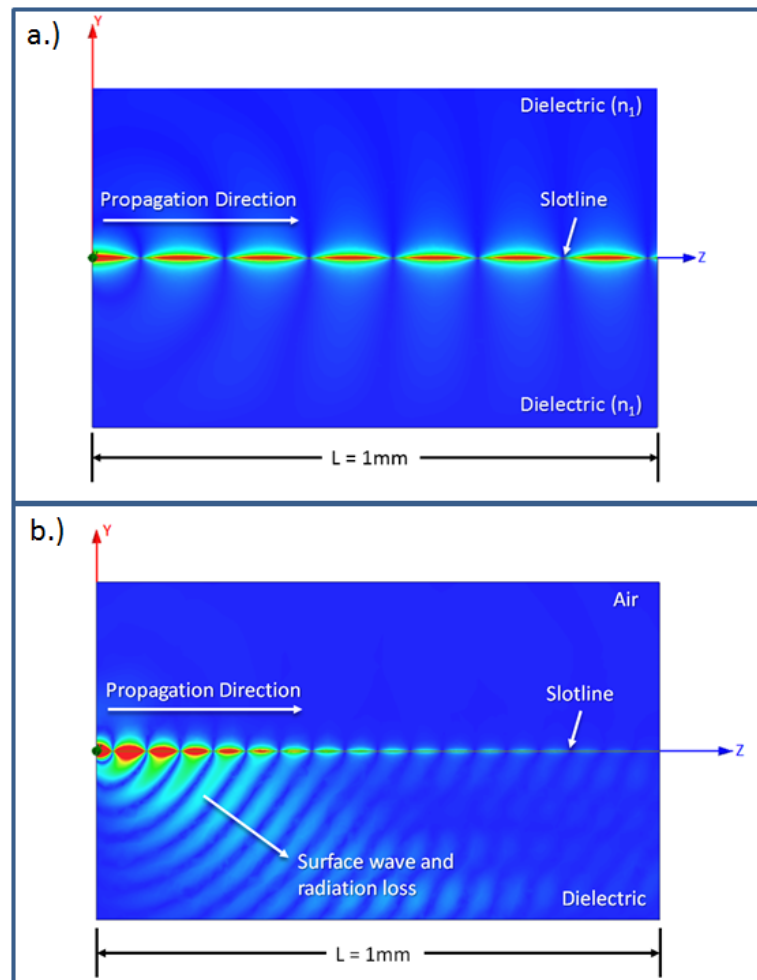 a.)
Y
Dielectric (n₁)
Propagation Direction
Slotline
Z
Dielectric (n₁)
L = 1mm
b.)
Y
Air
Propagation Direction
Slotline
Z
Surface wave and
radiation loss
Dielectric
L = 1mm